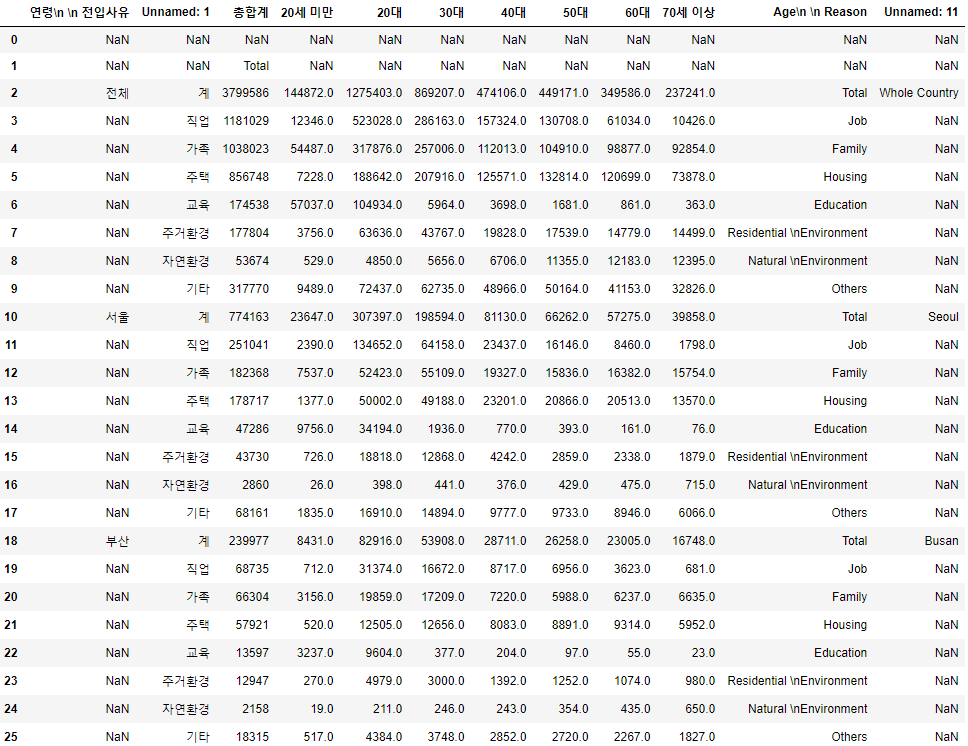 연령\n \n 전입사유 Unnamed: 1 총합계 20세 미만 20대 30대 40대 50대 60대 70세 이상 Age\n \n Reason Unnamed: 11
0 NaN NaN NaN NaN NaN NaN NaN NaN NaN NaN NaN NaN
1 NaN NaN Total NaN NaN NaN NaN NaN NaN NaN NaN NaN
2 전체 계 3799586 144872.0 1275403.0 869207.0 474106.0 449171.0 349586.0 237241.0 Total Whole Country
3 NaN 직업 1181029 12346.0 523028.0 286163.0 157324.0 130708.0 61034.0 10426.0 Job NaN
4 NaN 가족 1038023 54487.0 317876.0 257006.0 112013.0 104910.0 98877.0 92854.0 Family NaN
5 NaN 주택 856748 7228.0 188642.0 207916.0 125571.0 132814.0 120699.0 73878.0 Housing NaN
6 NaN 교육 174538 57037.0 104934.0 5964.0 3698.0 1681.0 861.0 363.0 Education NaN
7 NaN 주거환경 177804 3756.0 63636.0 43767.0 19828.0 17539.0 14779.0 14499.0 Residential \nEnvironment NaN
8 NaN 자연환경 53674 529.0 4850.0 5656.0 6706.0 11355.0 12183.0 12395.0 Natural \nEnvironment NaN
9 NaN 기타 317770 9489.0 72437.0 62735.0 48966.0 50164.0 41153.0 32826.0 Others NaN
10 서울 계 774163 23647.0 307397.0 198594.0 81130.0 66262.0 57275.0 39858.0 Total Seoul
11 NaN 직업 251041 2390.0 134652.0 64158.0 23437.0 16146.0 8460.0 1798.0 Job NaN
12 NaN 가족 182368 7537.0 52423.0 55109.0 19327.0 15836.0 16382.0 15754.0 Family NaN
13 NaN 주택 178717 1377.0 50002.0 49188.0 23201.0 20866.0 20513.0 13570.0 Housing NaN
14 NaN 교육 47286 9756.0 34194.0 1936.0 770.0 393.0 161.0 76.0 Education NaN
15 NaN 주거환경 43730 726.0 18818.0 12868.0 4242.0 2859.0 2338.0 1879.0 Residential \nEnvironment NaN
16 NaN 자연환경 2860 26.0 398.0 441.0 376.0 429.0 475.0 715.0 Natural \nEnvironment NaN
17 NaN 기타 68161 1835.0 16910.0 14894.0 9777.0 9733.0 8946.0 6066.0 Others NaN
18 부산 계 239977 8431.0 82916.0 53908.0 28711.0 26258.0 23005.0 16748.0 Total Busan
19 NaN 직업 68735 712.0 31374.0 16672.0 8717.0 6956.0 3623.0 681.0 Job NaN
20 NaN 가족 66304 3156.0 19859.0 17209.0 7220.0 5988.0 6237.0 6635.0 Family NaN
21 NaN 주택 57921 520.0 12505.0 12656.0 8083.0 8891.0 9314.0 5952.0 Housing NaN
22 NaN 교육 13597 3237.0 9604.0 377.0 204.0 97.0 55.0 23.0 Education NaN
23 NaN 주거환경 12947 270.0 4979.0 3000.0 1392.0 1252.0 1074.0 980.0 Residential \nEnvironment NaN
24 NaN 자연환경 2158 19.0 211.0 246.0 243.0 354.0 435.0 650.0 Natural \nEnvironment NaN
25 NaN 기타 18315 517.0 4384.0 3748.0 2852.0 2720.0 2267.0 1827.0 Others NaN